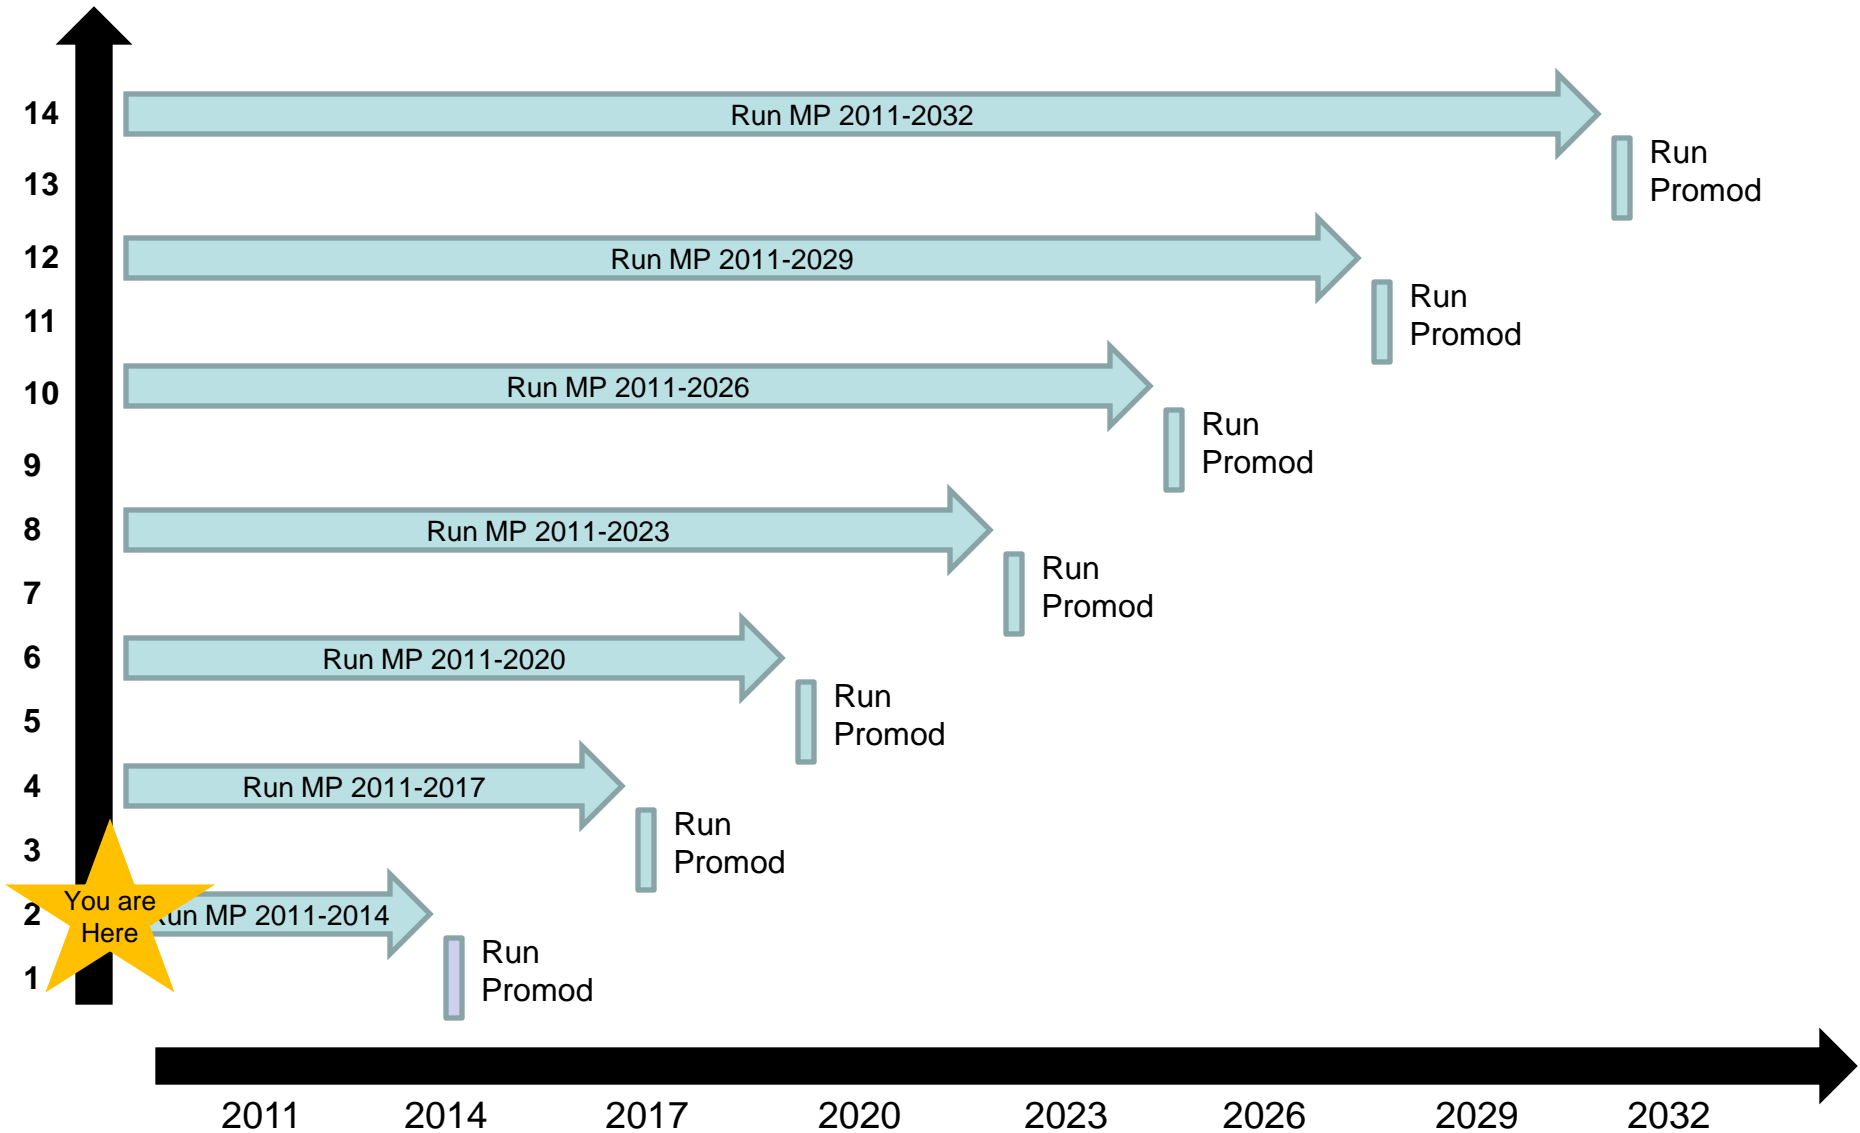 14
Run MP 2011-2032
Run
Promod
13
12
Run MP 2011-2029
Run
Promod
11
10
Run MP 2011-2026
Run
Promod
9
8
Run MP 2011-2023
Run
Promod
7
6
Run MP 2011-2020
Run
Promod
5
4
Run MP 2011-2017
Run
Promod
3
You are
Here
2
Run MP 2011-2014
Run
Promod
1
2011 2014 2017 2020 2023 2026 2029 2032